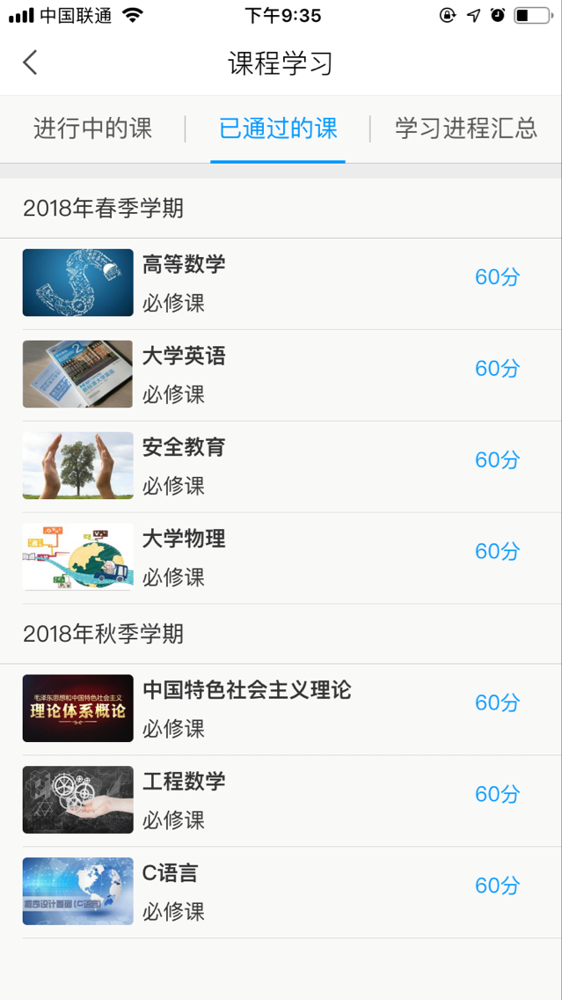 中国联通
下午9:35
课程学习
进行中的课
已通过的课
学习进程汇总
2018年春季学期
高等数学
必修课
60分
大学英语
必修课
60分
安全教育
必修课
60分
大学物理
必修课
60分
2018年秋季学期
毛泽东思想和中国特色社会主义
理论体系概论
中国特色社会主义理论
必修课
60分
工程数学
必修课
60分
程序设计基础(C语言)
C语言
必修课
60分